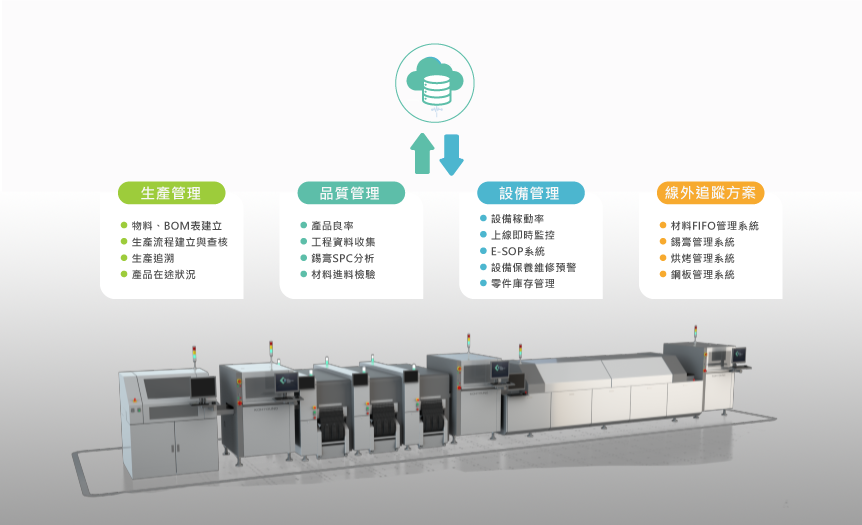 生產管理
物料、BOM表建立
生產流程建立與查核
生產追溯
產品在途狀況
品質管理
產品良率
工程資料收集
錫膏SPC分析
材料進料檢驗
設備管理
設備稼動率
上線即時監控
E-SOP系統
設備保養維修預警
零件庫存管理
線外追蹤方案
材料FIFO管理系統
錫膏管理系統
烘烤管理系統
鋼板管理系統